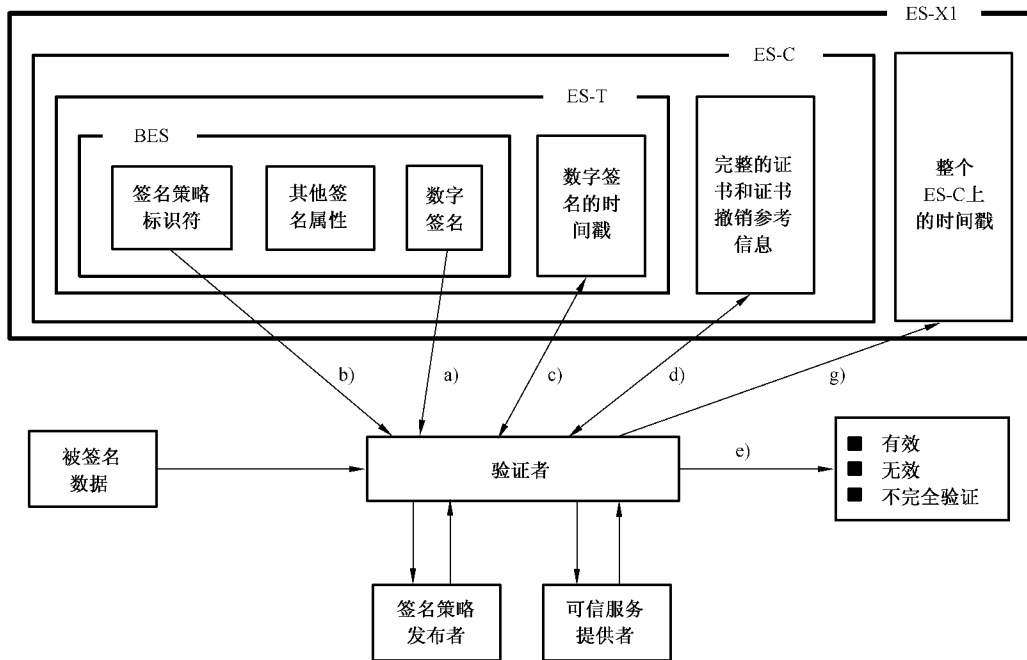 ES-X1
ES-C
ES-T
BES
签名策略
标识符
其他签
名属性
数字
签名
数字签
名的时
间戳
完整的证
书和证书
撤销参考
信息
整个
ES-C上
的时间戳
b)
a)
c)
d)
g)
被签名
数据
验证者
e)
有效
无效
不完全验证
签名策略
发布者
可信服务
提供者